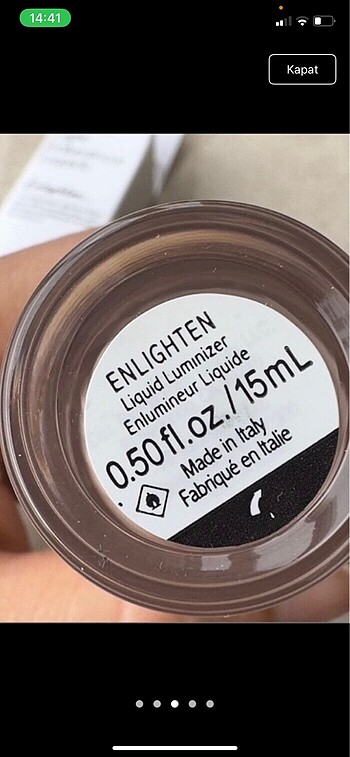 14:41
Kapat
ENLIGHTEN
Liquid Luminizer
Enlumineur Liquide
0.50 fl.oz./15mL
Made in Italy
Fabriqué en Italie